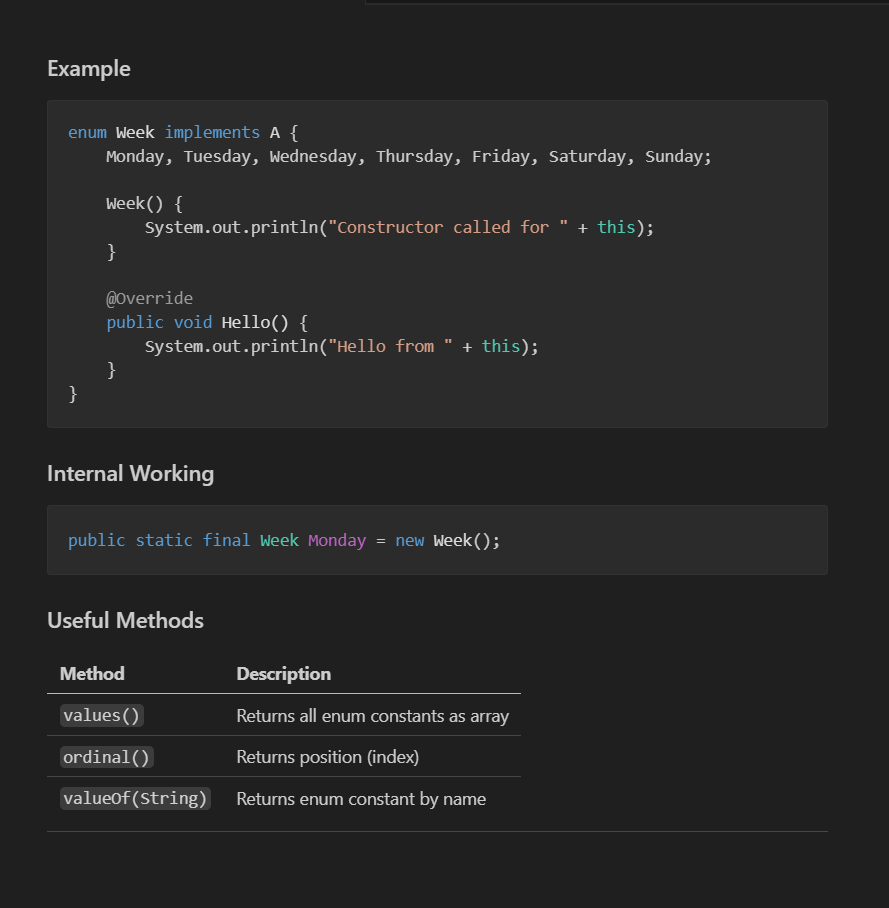 Example
enum Week implements A {
    Monday, Tuesday, Wednesday, Thursday, Friday, Saturday, Sunday;
    Week() {
        System.out.println("Constructor called for " + this);
    }
    @Override
    public void Hello() {
        System.out.println("Hello from " + this);
    }
}
Internal Working
public static final Week Monday = new Week();
Useful Methods
Method Description
values() Returns all enum constants as array
ordinal() Returns position (index)
valueOf(String) Returns enum constant by name